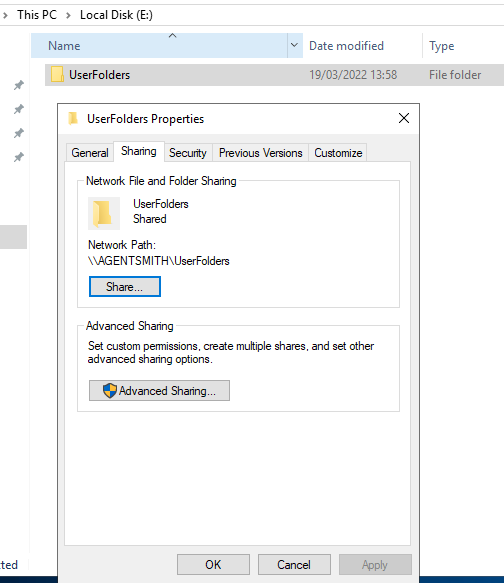 This PC > Local Disk (E:)
Name Date modified Type
UserFolders 19/03/2022 13:58 File folder
UserFolders Properties
General Sharing Security Previous Versions Customize
Network File and Folder Sharing
UserFolders
Shared
Network Path:
\\AGENTSMITH\UserFolders
Share...
Advanced Sharing
Set custom permissions, create multiple shares, and set other
advanced sharing options.
Advanced Sharing...
OK Cancel Apply